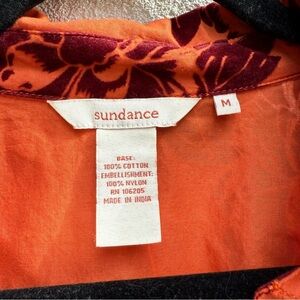 sundance
M
BASE:
100% COTTON
EMBELLISHMENT:
100% NYLON
RN 106205
MADE IN INDIA